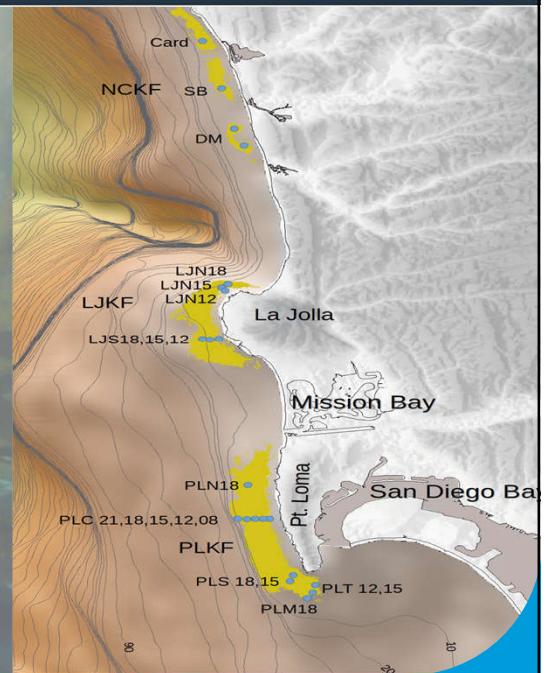 Card
NCKF
SB
DM
LJN18
LJN15
LJN12
LJKF
La Jolla
LJS18,15,12
Mission Bay
Pt. Loma
PLN18
San Diego Bay
PLC 21,18,15,12,08
PLKF
PLS 18,15
PLT 12,15
PLM18
90
10
20